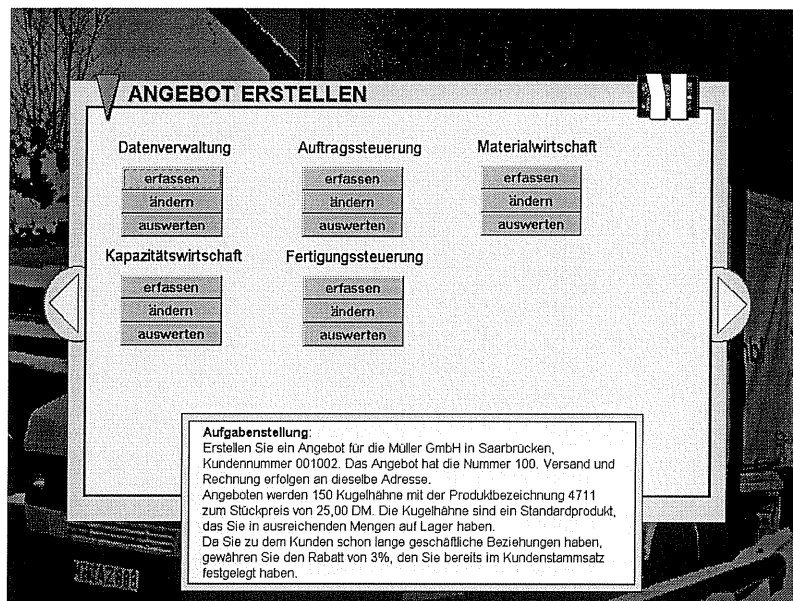 ANGEBOT ERSTELLEN
Datenverwaltung
erfassen
ändern
auswerten
Auftragssteuerung
erfassen
ändern
auswerten
Materialwirtschaft
erfassen
ändern
auswerten
Kapazitätswirtschaft
erfassen
ändern
auswerten
Fertigungssteuerung
erfassen
ändern
auswerten
Aufgabenstellung:
Erstellen Sie ein Angebot für die Müller GmbH in Saarbrücken,
Kundennummer 001002. Das Angebot hat die Nummer 100. Versand und
Rechnung erfolgen an dieselbe Adresse.
Angeboten werden 150 Kugelhähne mit der Produktbezeichnung 4711
zum Stückpreis von 25,00 DM. Die Kugelhähne sind ein Standardprodukt,
das Sie in ausreichenden Mengen auf Lager haben.
Da Sie zu dem Kunden schon lange geschäftliche Beziehungen haben,
gewähren Sie den Rabatt von 3%, den Sie bereits im Kundenstammsatz
festgelegt haben.